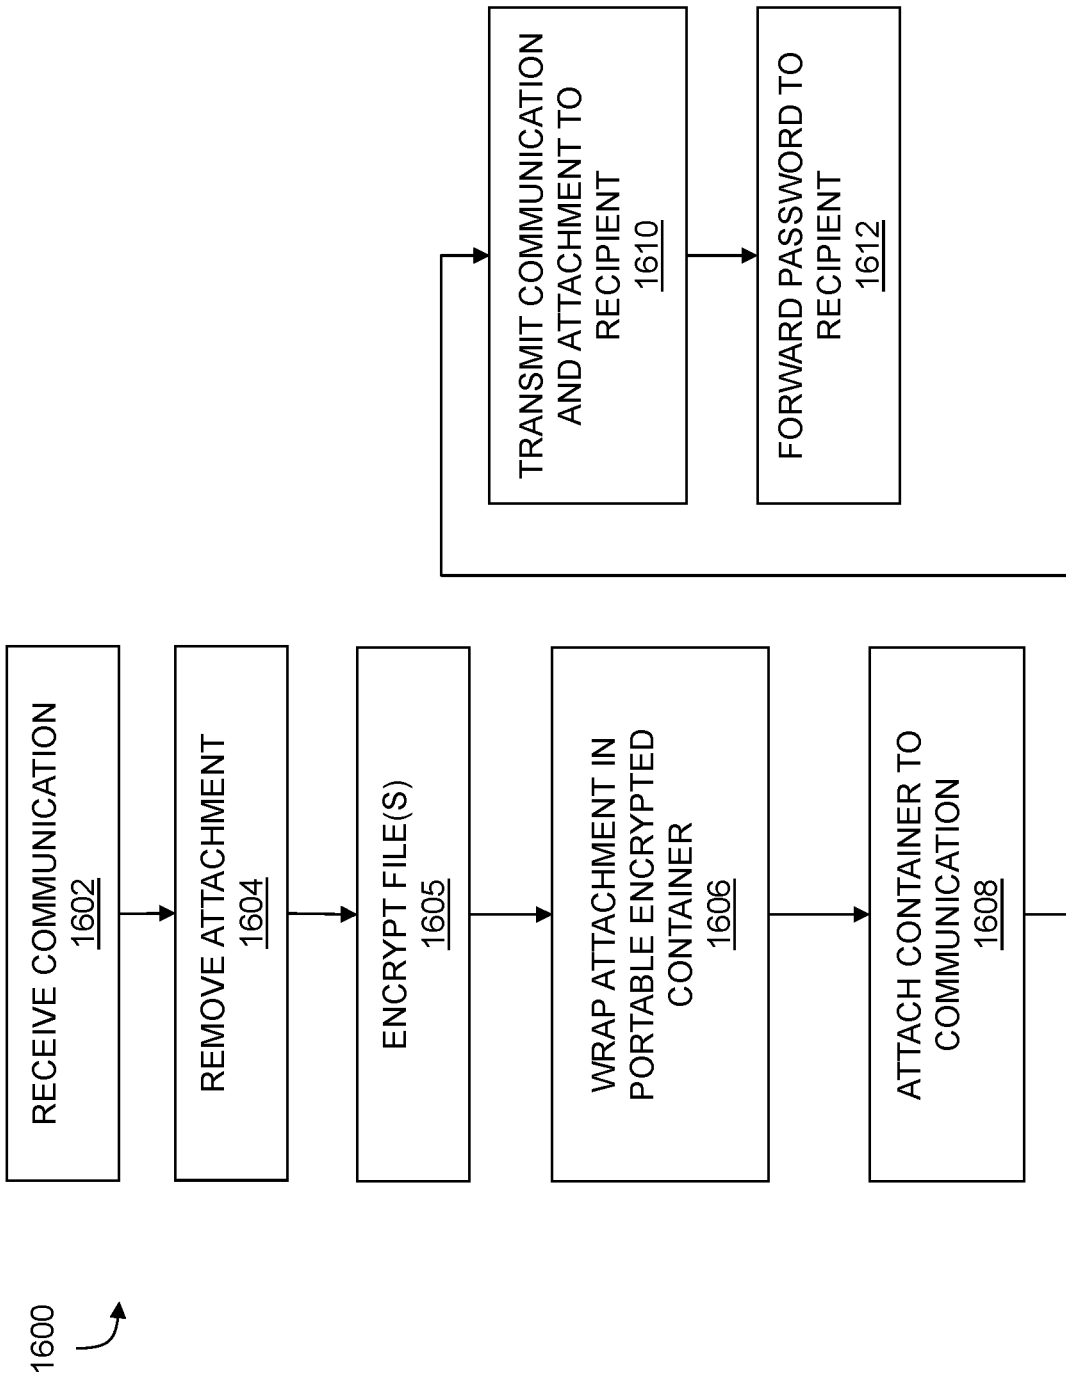 1600
RECEIVE COMMUNICATION
1602
REMOVE ATTACHMENT
1604
ENCRYPT FILE(S)
1605
WRAP ATTACHMENT IN
PORTABLE ENCRYPTED
CONTAINER
1606
ATTACH CONTAINER TO
COMMUNICATION
1608
TRANSMIT COMMUNICATION
AND ATTACHMENT TO
RECIPIENT
1610
FORWARD PASSWORD TO
RECIPIENT
1612